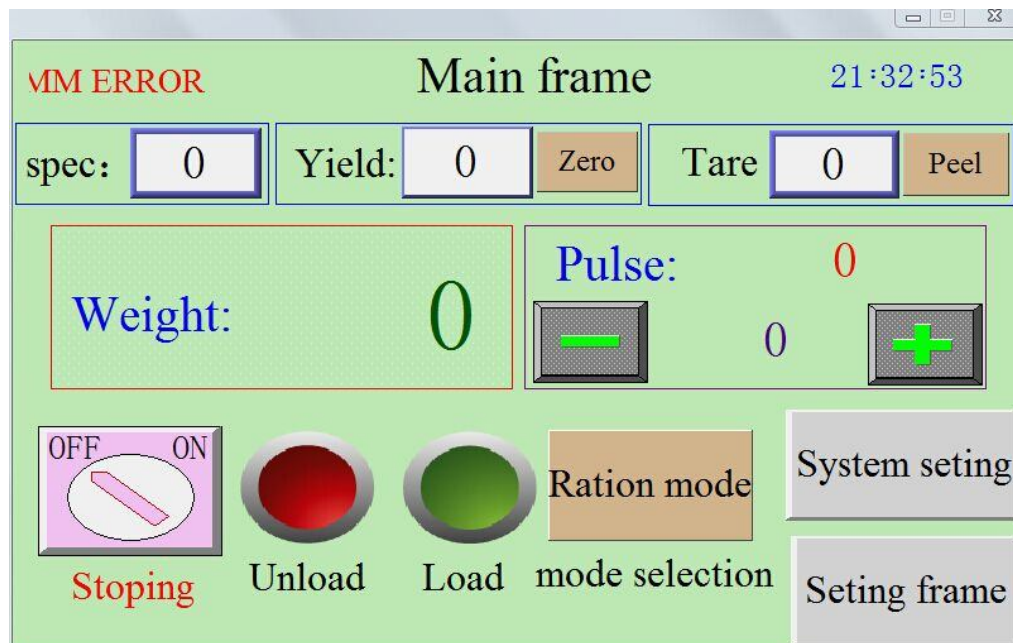 MM ERROR
Main frame
21:32:53
spec:
0
Yield:
0
Zero
Tare
0
Peel
Weight:
0
Pulse:
0
0
OFF ON
Stoping
Unload
Load
Ration mode
mode selection
System seting
Seting frame